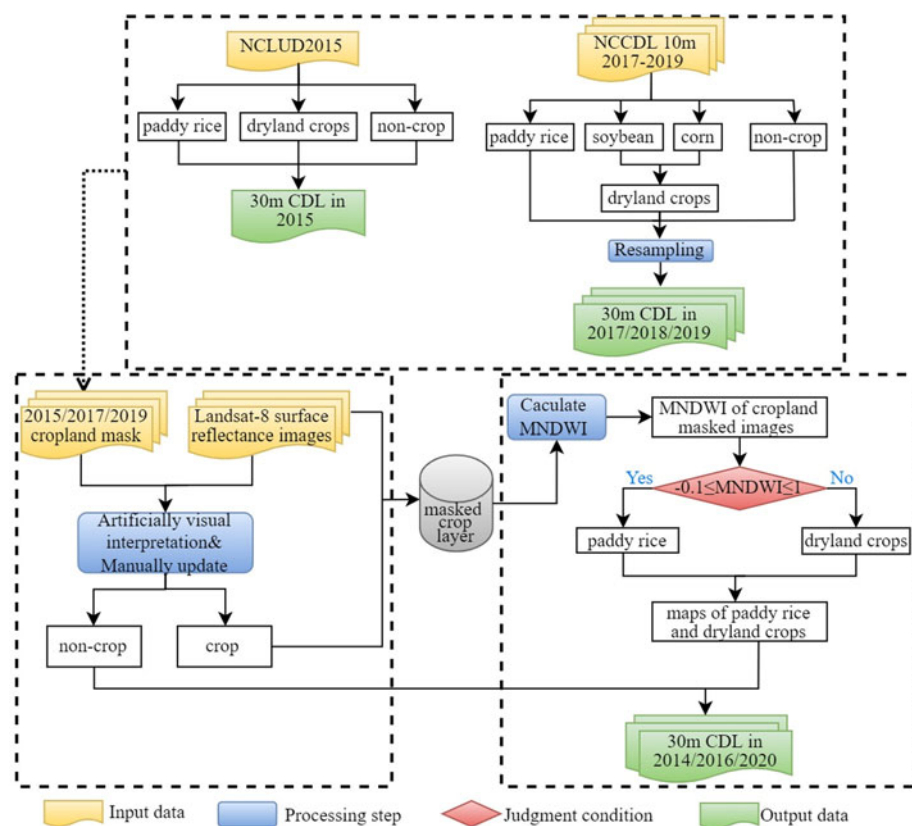 NCLUD2015
NCCDL 10m
2017-2019
paddy rice
dryland crops
non-crop
paddy rice
soybean
corn
non-crop
30m CDL in
2015
dryland crops
Resampling
30m CDL in
2017/2018/2019
2015/2017/2019
cropland mask
Landsat-8 surface
reflectance images
Artificially visual
interpretation&
Manually update
non-crop
crop
masked
crop
layer
Caculate
MNDWI
MNDWI of cropland
masked images
Yes
-0.1≤MNDWI≤1
No
paddy rice
dryland crops
maps of paddy rice
and dryland crops
30m CDL in
2014/2016/2020
Input data
Processing step
Judgment condition
Output data